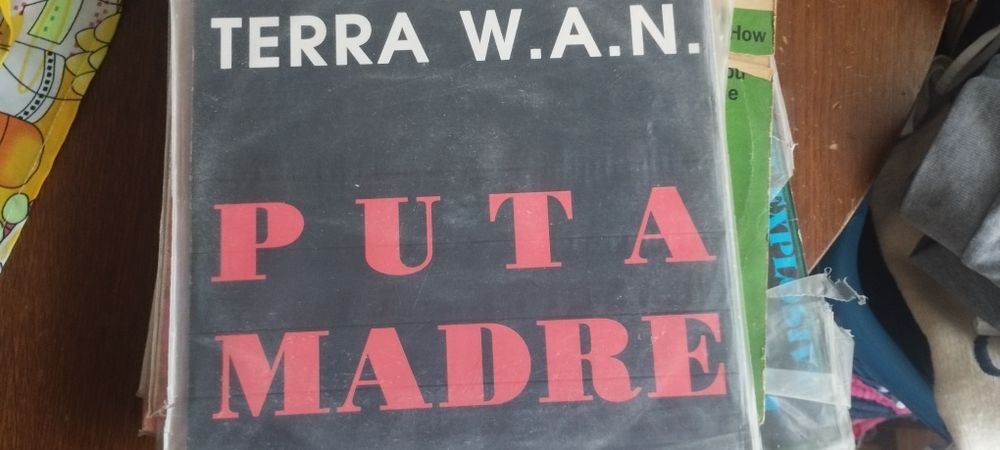 TERRA W.A.N.
PUTA
MADRE
How